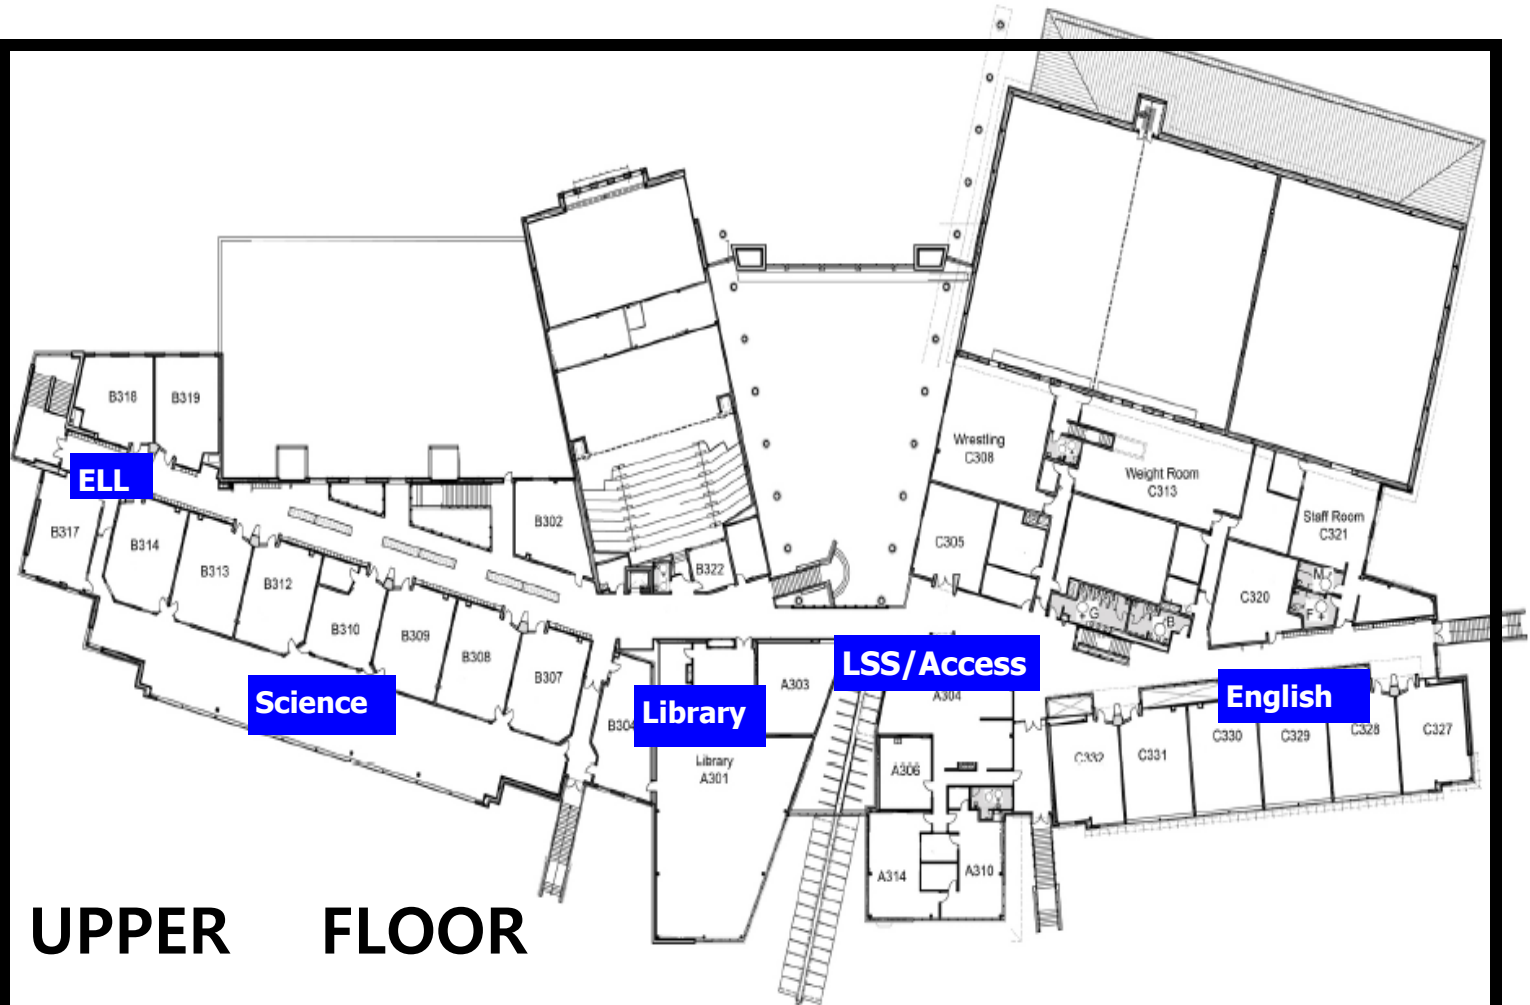 B318
B319
Wrestling
C308
Weight Room
C313
ELL
B317
B314
B313
B312
B310
B309
B308
B307
B302
B322
C305
Staff Room
C321
M
F
C320
G
B
LSS/Access
A304
Science
B304
Library
A303
Library
A301
English
A306
C332
C331
C330
C329
C328
C327
A314
A310
UPPER FLOOR